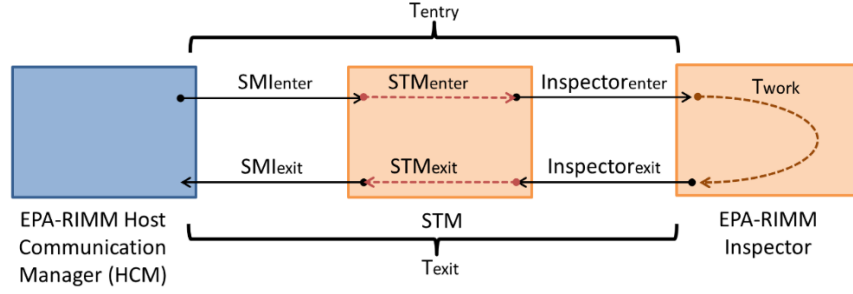 Tentry
SMIenter
STMenter
Inspectorenter
Twork
SMIexit
STMexit
Inspectorexit
EPA-RIMM Host
Communication
Manager (HCM)
STM
EPA-RIMM
Inspector
Texit